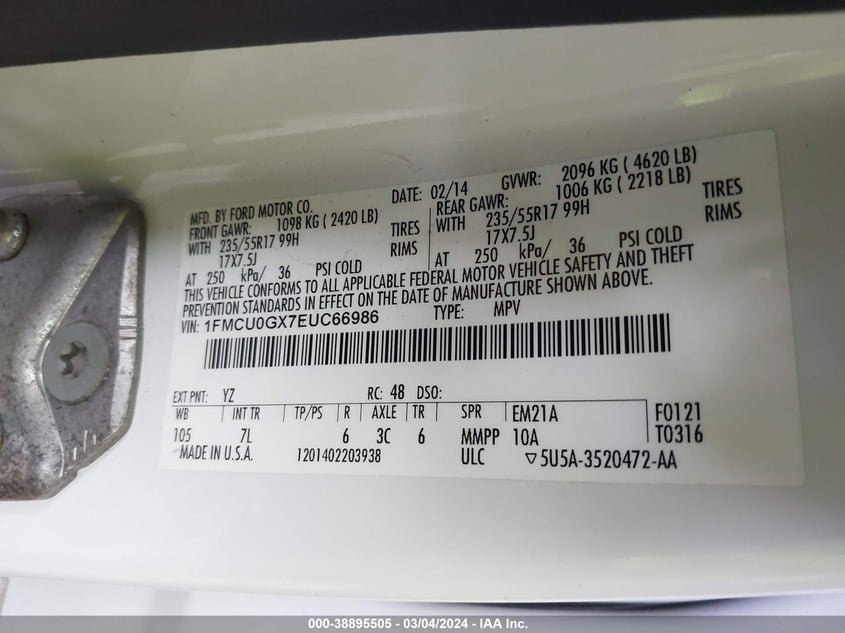 MFD. BY FORD MOTOR CO. DATE: 02/14 GVWR: 2096 KG ( 4620 LB)
FRONT GAWR: 1098 KG ( 2420 LB) REAR GAWR: 1006 KG ( 2218 LB)
WITH 235/55R17 99H TIRES WITH 235/55R17 99H TIRES
17X7.5J RIMS 17X7.5J RIMS
AT 250 kPa/ 36 PSI COLD AT 250 kPa/ 36 PSI COLD
THIS VEHICLE CONFORMS TO ALL APPLICABLE FEDERAL MOTOR VEHICLE SAFETY AND THEFT
PREVENTION STANDARDS IN EFFECT ON THE DATE OF MANUFACTURE SHOWN ABOVE.
VIN: 1FMCU0GX7EUC66986 TYPE: MPV
EXT PNT: YZ RC: 48 DSO:
WB INT TR TP/PS R AXLE TR SPR EM21A F0121
105 7L 6 3C 6 MMPP 10A T0316
MADE IN U.S.A. 1201402203938 ULC ▽5U5A-3520472-AA
000-38895505 - 03/04/2024 - IAA Inc.